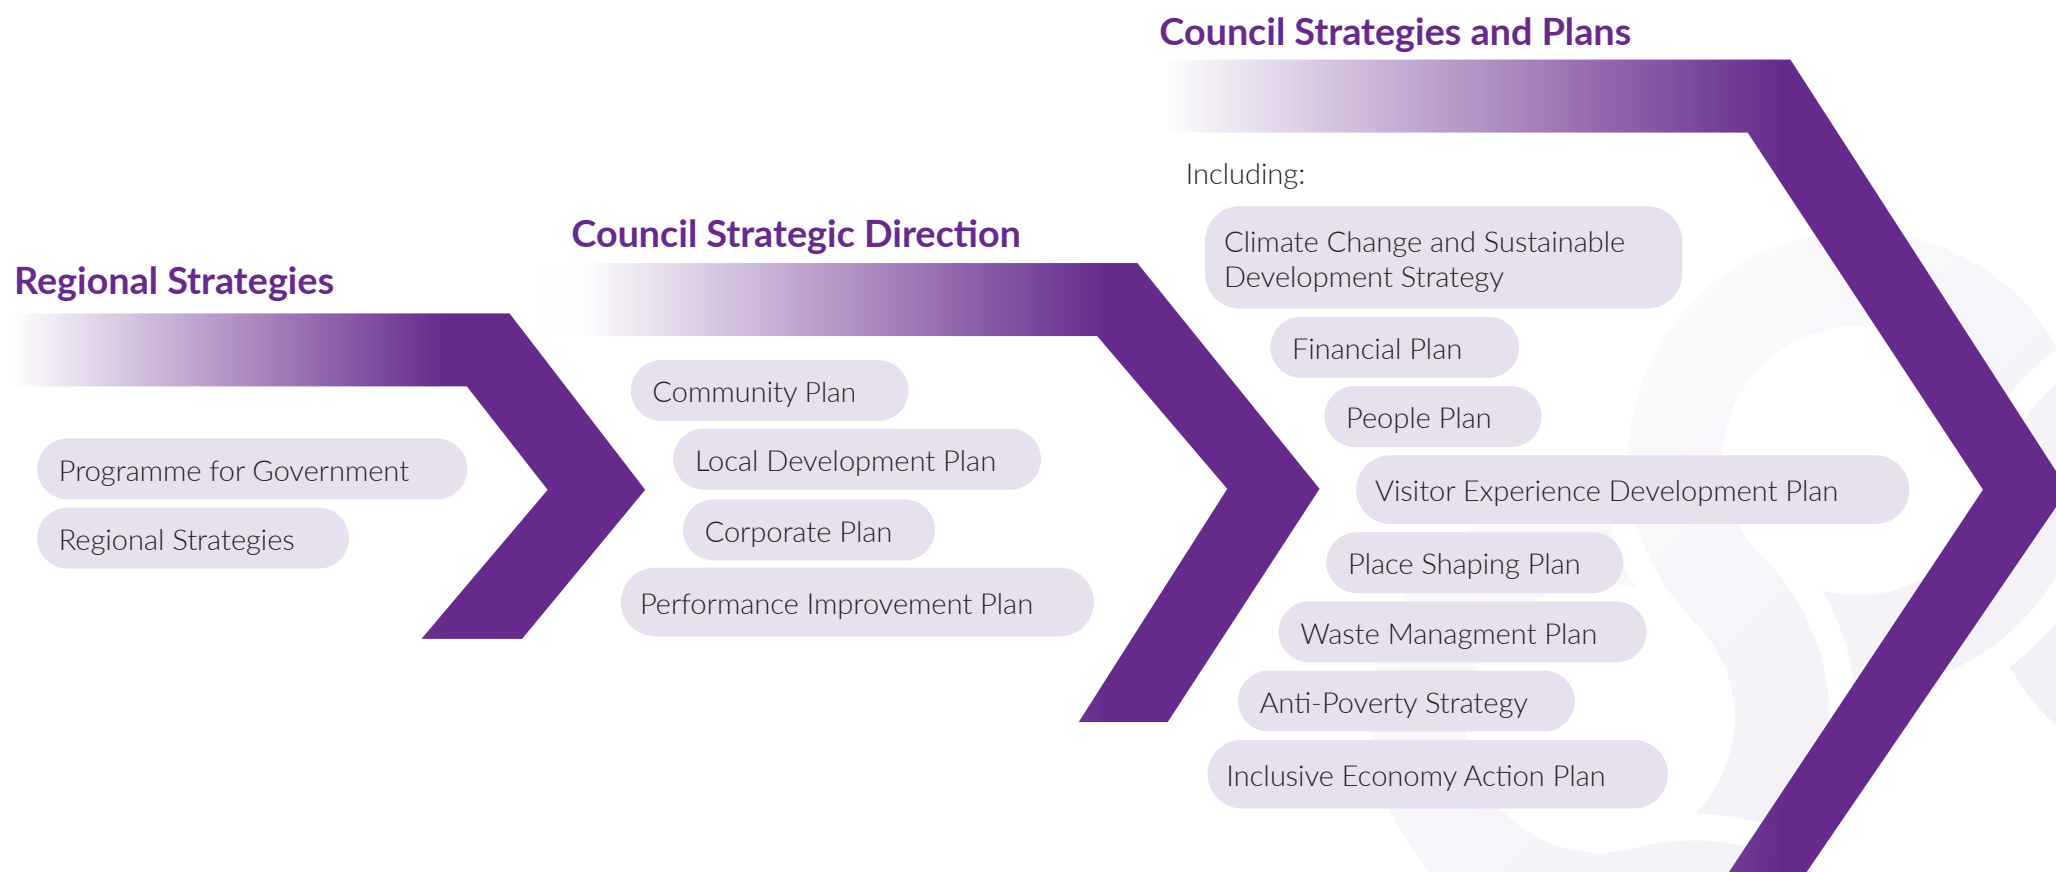 Regional Strategies
Programme for Government
Regional Strategies
Council Strategic Direction
Community Plan
Local Development Plan
Corporate Plan
Performance Improvement Plan
Council Strategies and Plans
Including:
Climate Change and Sustainable
Development Strategy
Financial Plan
People Plan
Visitor Experience Development Plan
Place Shaping Plan
Waste Managment Plan
Anti-Poverty Strategy
Inclusive Economy Action Plan